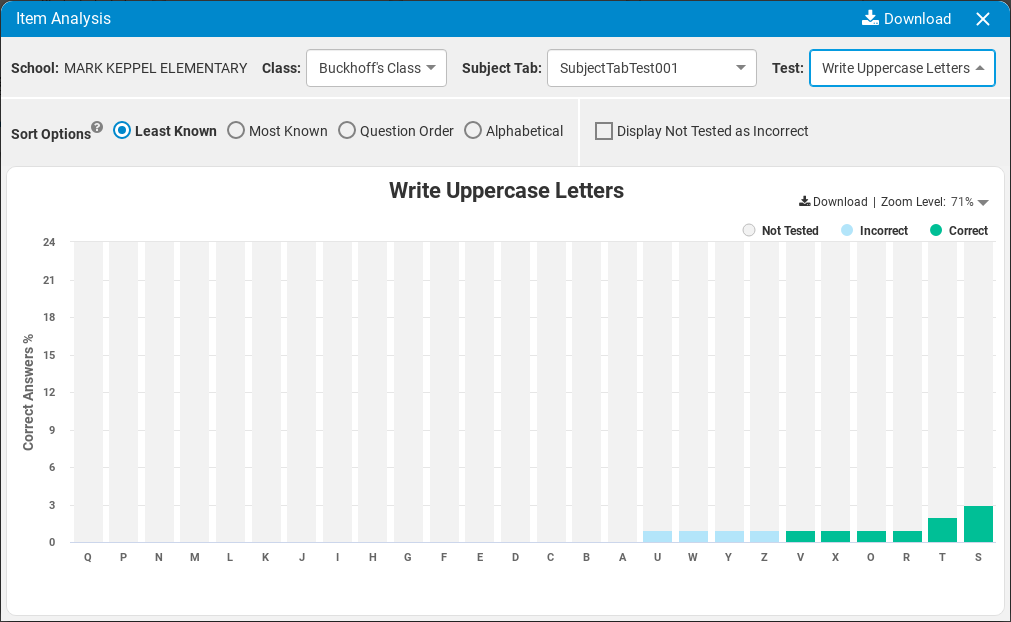 Item Analysis Download
School: MARK KEPPEL ELEMENTARY Class: Buckhoff's Class Subject Tab: SubjectTabTest001 Test: Write Uppercase Letters
Sort Options ? Least Known Most Known Question Order Alphabetical Display Not Tested as Incorrect
Write Uppercase Letters
Download | Zoom Level: 71%
Not Tested Incorrect Correct
Correct Answers %
24
21
18
15
12
9
6
3
0
Q P N M L K J I H G F E D C B A U W Y Z V X O R T S